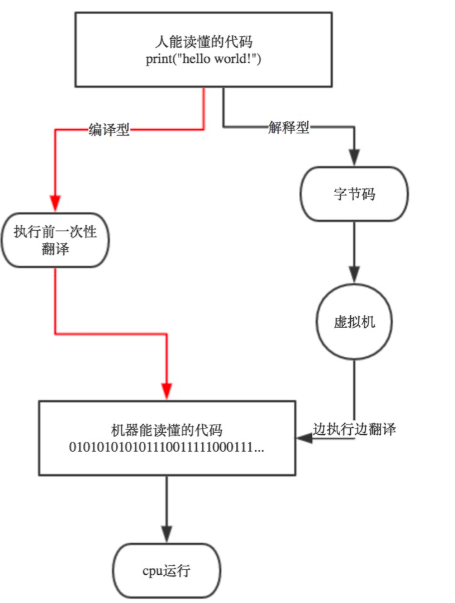 人能读懂的代码
print("hello world!")
编译型
解释型
字节码
执行前一次性
翻译
虚拟机
边执行边翻译
机器能读懂的代码
010101010101110011111000111...
cpu运行